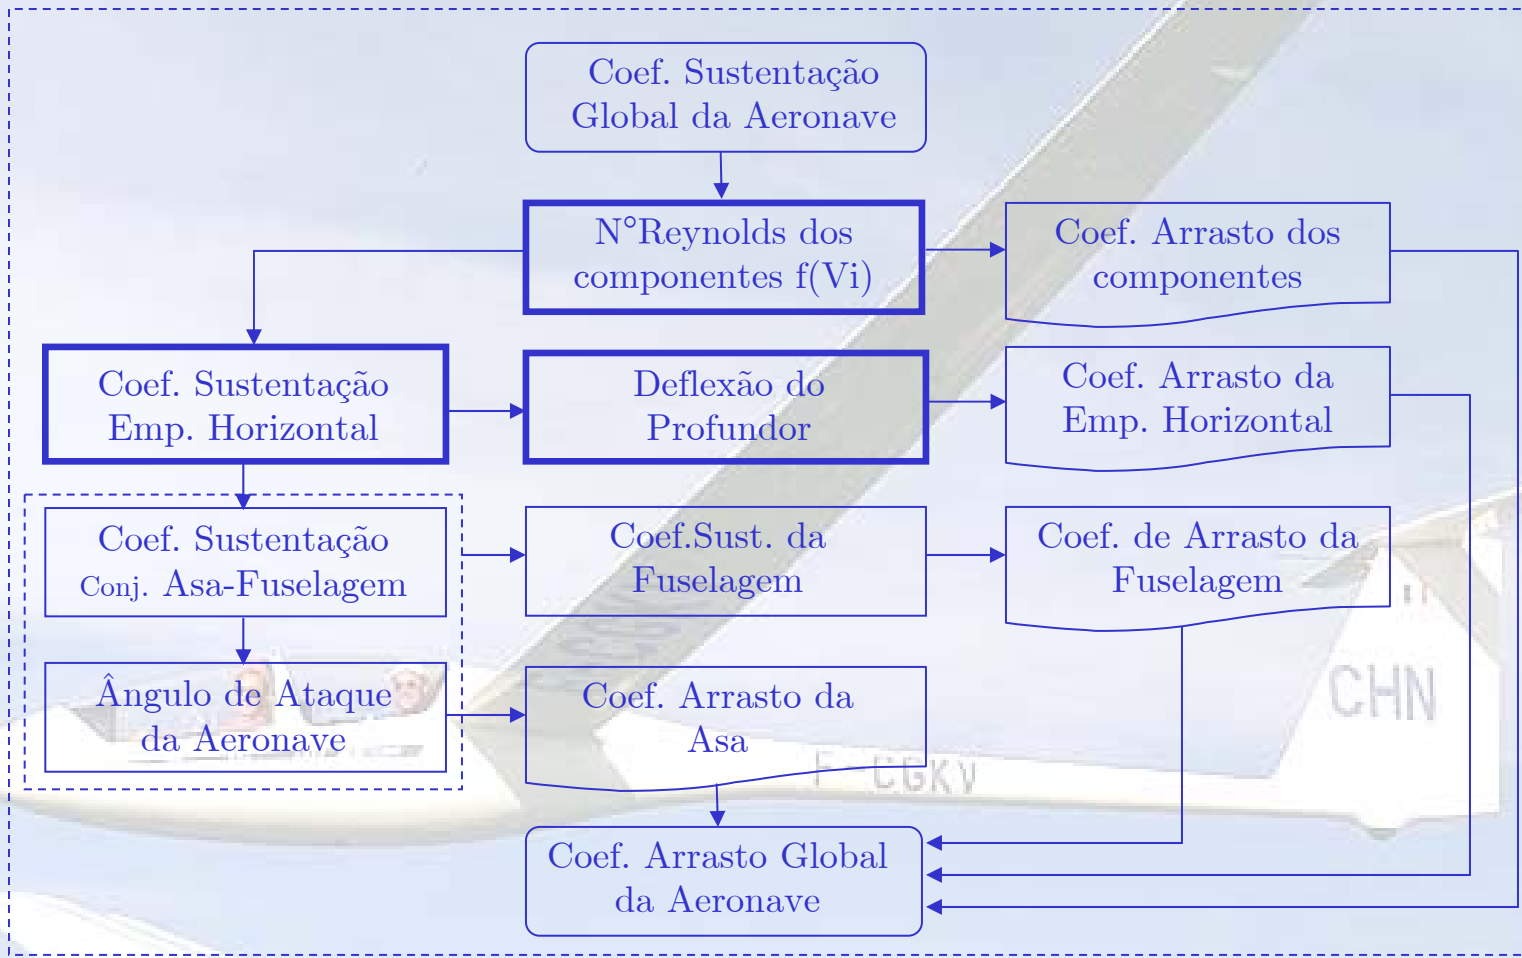 Coef. Sustentação
Global da Aeronave
N°Reynolds dos
componentes f(Vi)
Coef. Arrasto dos
componentes
Coef. Sustentação
Emp. Horizontal
Deflexão do
Profundor
Coef. Arrasto da
Emp. Horizontal
Coef. Sustentação
Conj. Asa-Fuselagem
Coef.Sust. da
Fuselagem
Coef. de Arrasto da
Fuselagem
Ângulo de Ataque
da Aeronave
Coef. Arrasto da
Asa
CHN
F-CGKV
Coef. Arrasto Global
da Aeronave